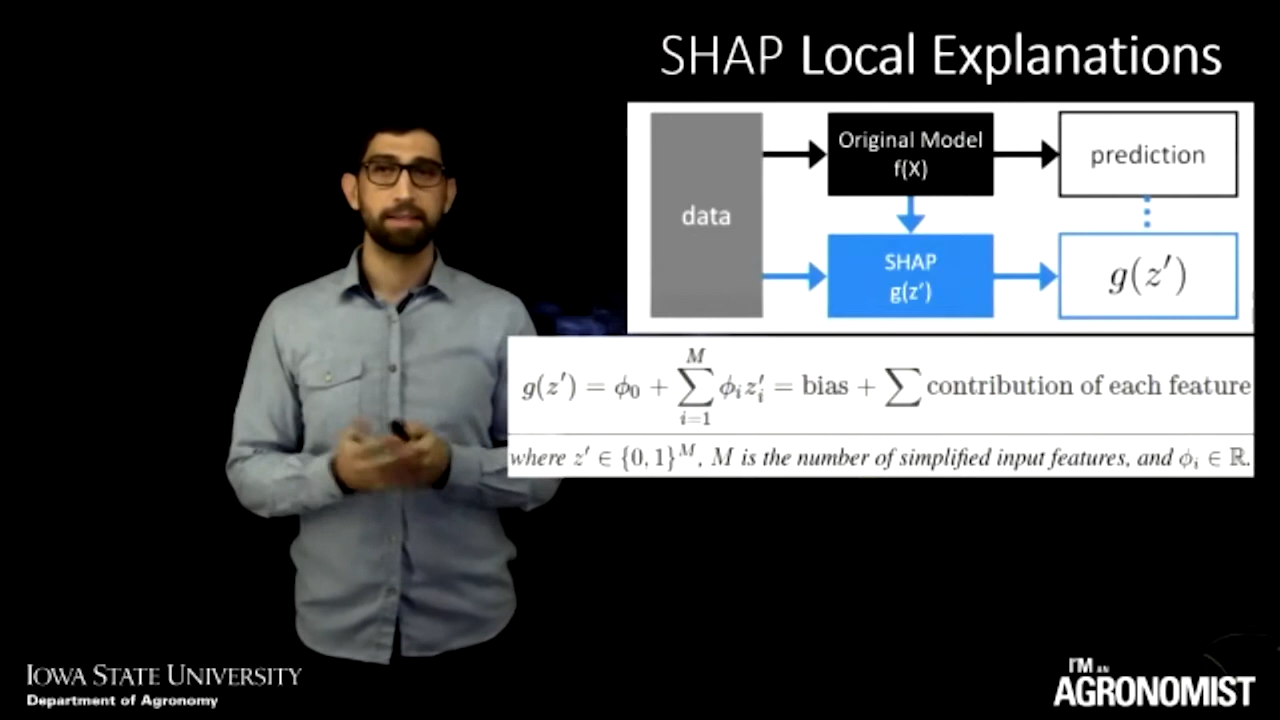 SHAP Local Explanations
data
Original Model
f(X)
prediction
SHAP
g(z')
g(z′)
g(z′) = ϕ₀ + ∑_{i=1}^{M} ϕᵢz′ᵢ = bias + ∑ contribution of each feature
where z′ ∈ {0, 1}ᴹ, M is the number of simplified input features, and ϕᵢ ∈ ℝ.
IOWA STATE UNIVERSITY
Department of Agronomy
I'M AN
AGRONOMIST